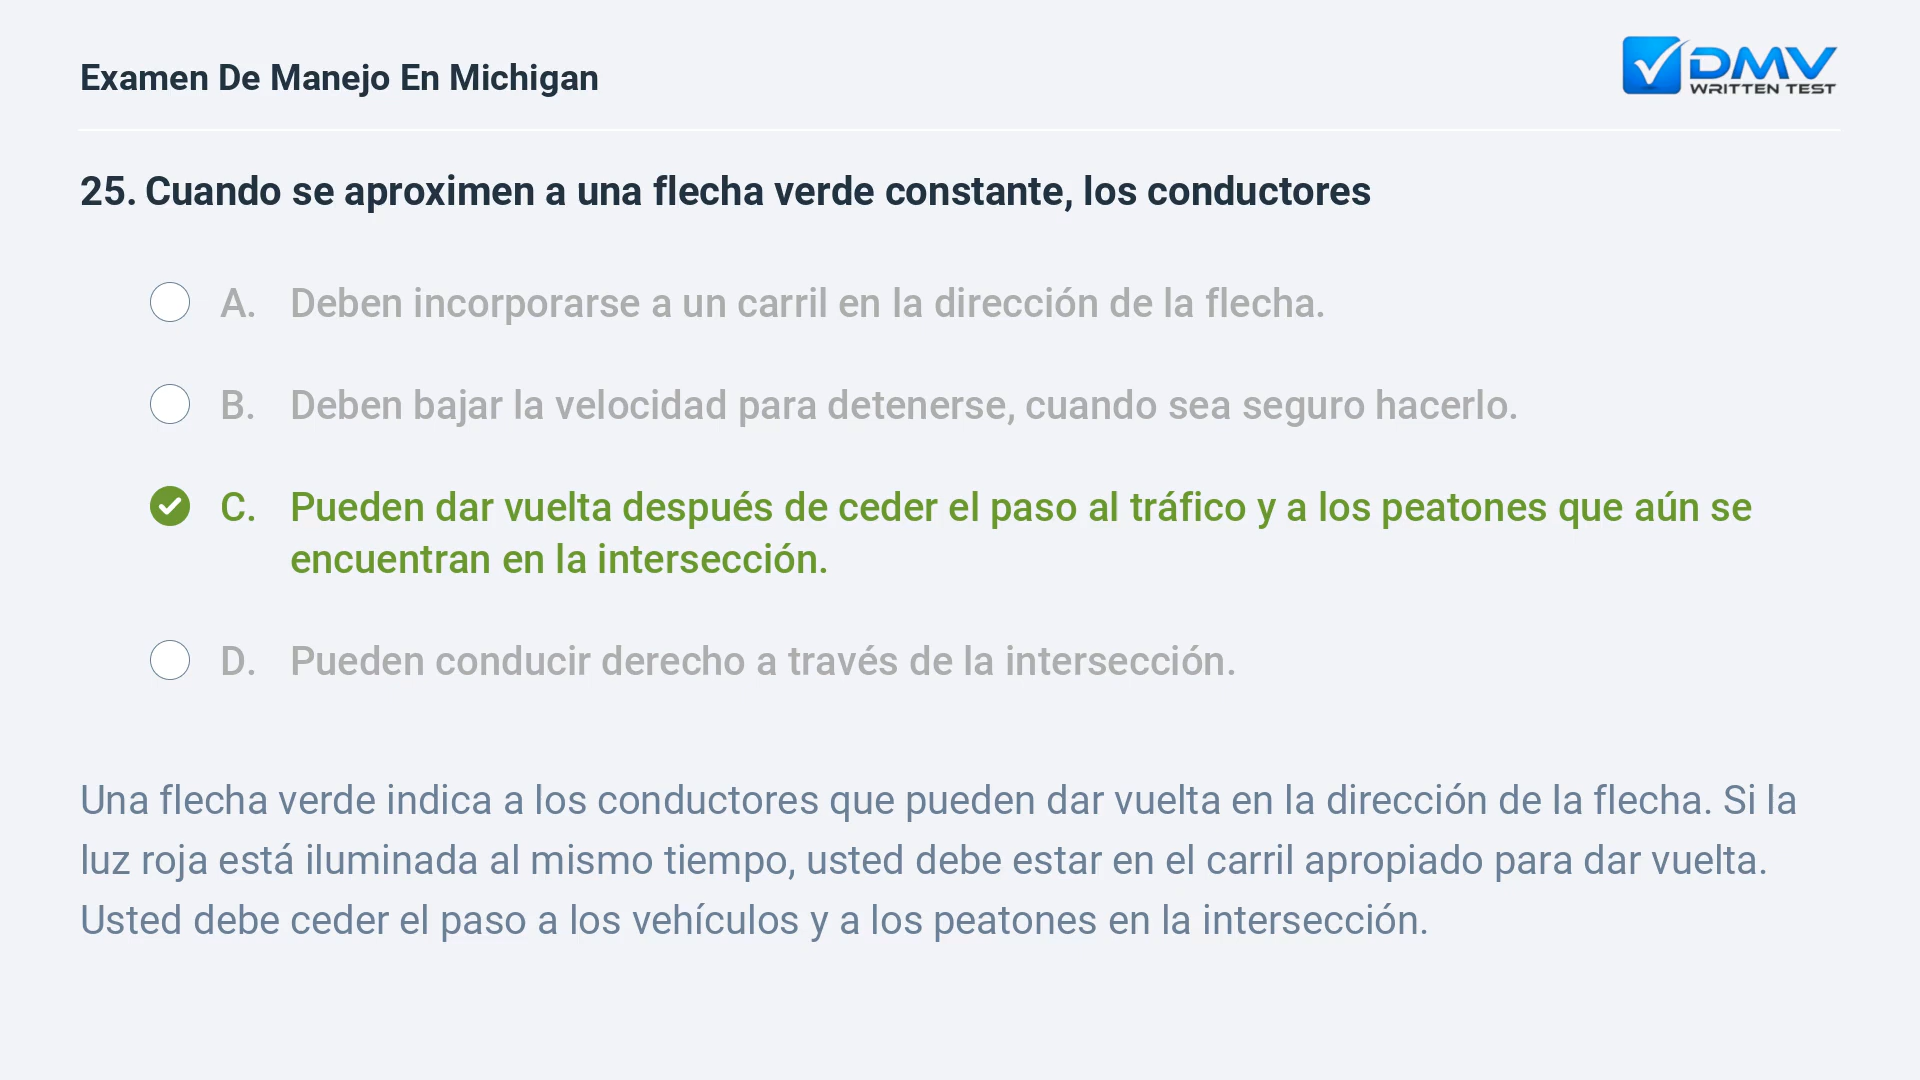 Examen De Manejo En Michigan
DMV
WRITTEN TEST
25. Cuando se aproximen a una flecha verde constante, los conductores
A. Deben incorporarse a un carril en la dirección de la flecha.
B. Deben bajar la velocidad para detenerse, cuando sea seguro hacerlo.
C. Pueden dar vuelta después de ceder el paso al tráfico y a los peatones que aún se
encuentran en la intersección.
D. Pueden conducir derecho a través de la intersección.
Una flecha verde indica a los conductores que pueden dar vuelta en la dirección de la flecha. Si la
luz roja está iluminada al mismo tiempo, usted debe estar en el carril apropiado para dar vuelta.
Usted debe ceder el paso a los vehículos y a los peatones en la intersección.